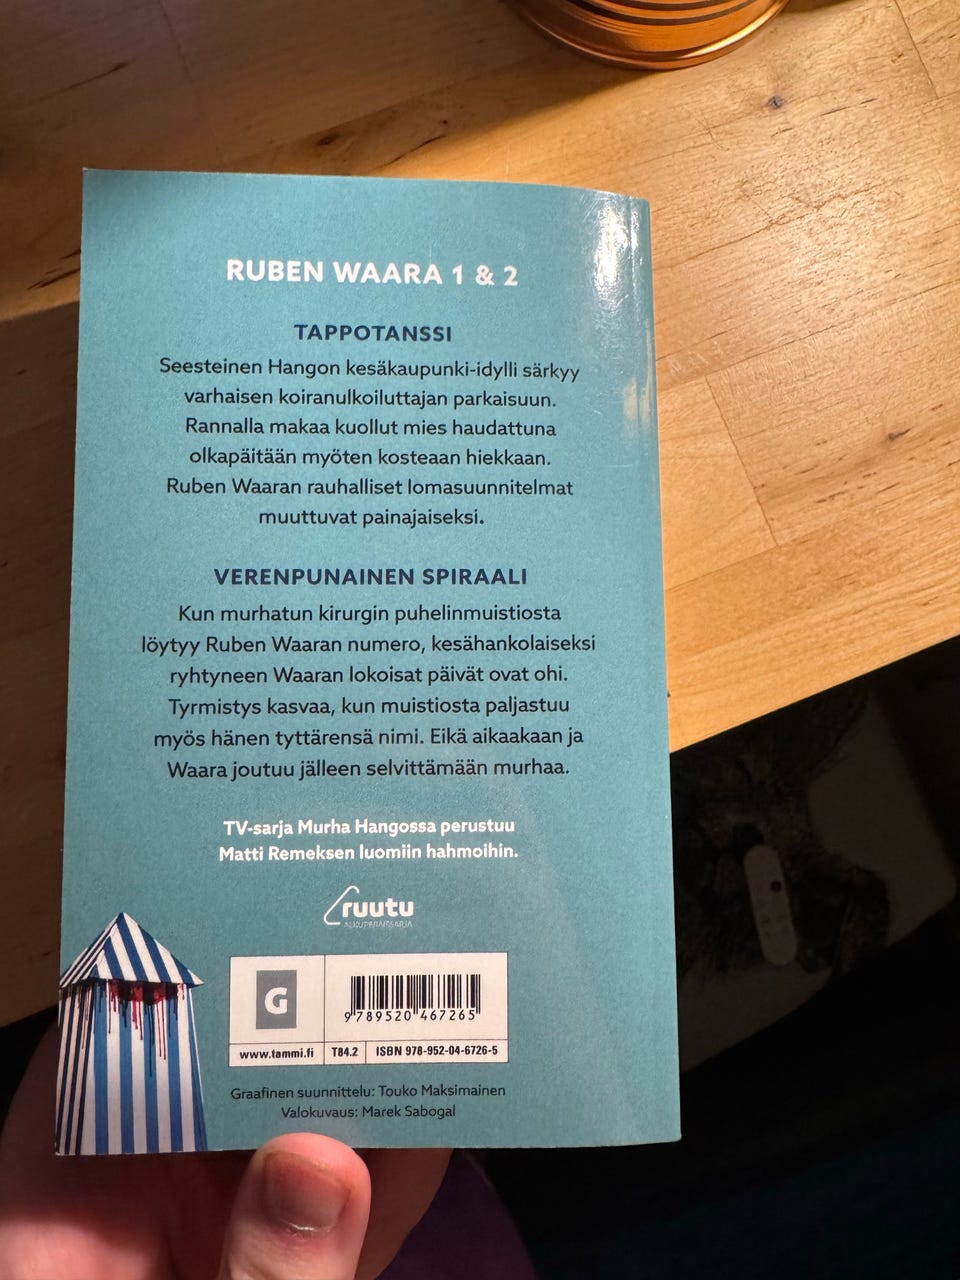 RUBEN WAARA 1 & 2
TAPPOTANSSI
Seesteinen Hangon kesäkaupunki-idylli särkyy
varhaisen koiranulkoiluttajan parkaisuun.
Rannalla makaa kuollut mies haudattuna
olkapäitään myöten kosteaan hiekkaan.
Ruben Waaran rauhalliset lomasuunnitelmat
muuttuvat painajaiseksi.
VERENPUNAINEN SPIRAALI
Kun murhatun kirurgin puhelinmuistiosta
löytyy Ruben Waaran numero, kesähankolaiseksi
ryhtyneen Waaran lokoisat päivät ovat ohi.
Tyrmistys kasvaa, kun muistiosta paljastuu
myös hänen tyttärensä nimi. Eikä aikaakaan ja
Waara joutuu jälleen selvittämään murhaa.
TV-sarja Murha Hangossa perustuu
Matti Remeksen luomiin hahmoihin.
ruutu
ALKUPERÄISSARJA
G
9 789520 467265
www.tammi.fi T84.2 ISBN 978-952-04-6726-5
Graafinen suunnittelu: Touko Maksimainen
Valokuvaus: Marek Sabogal